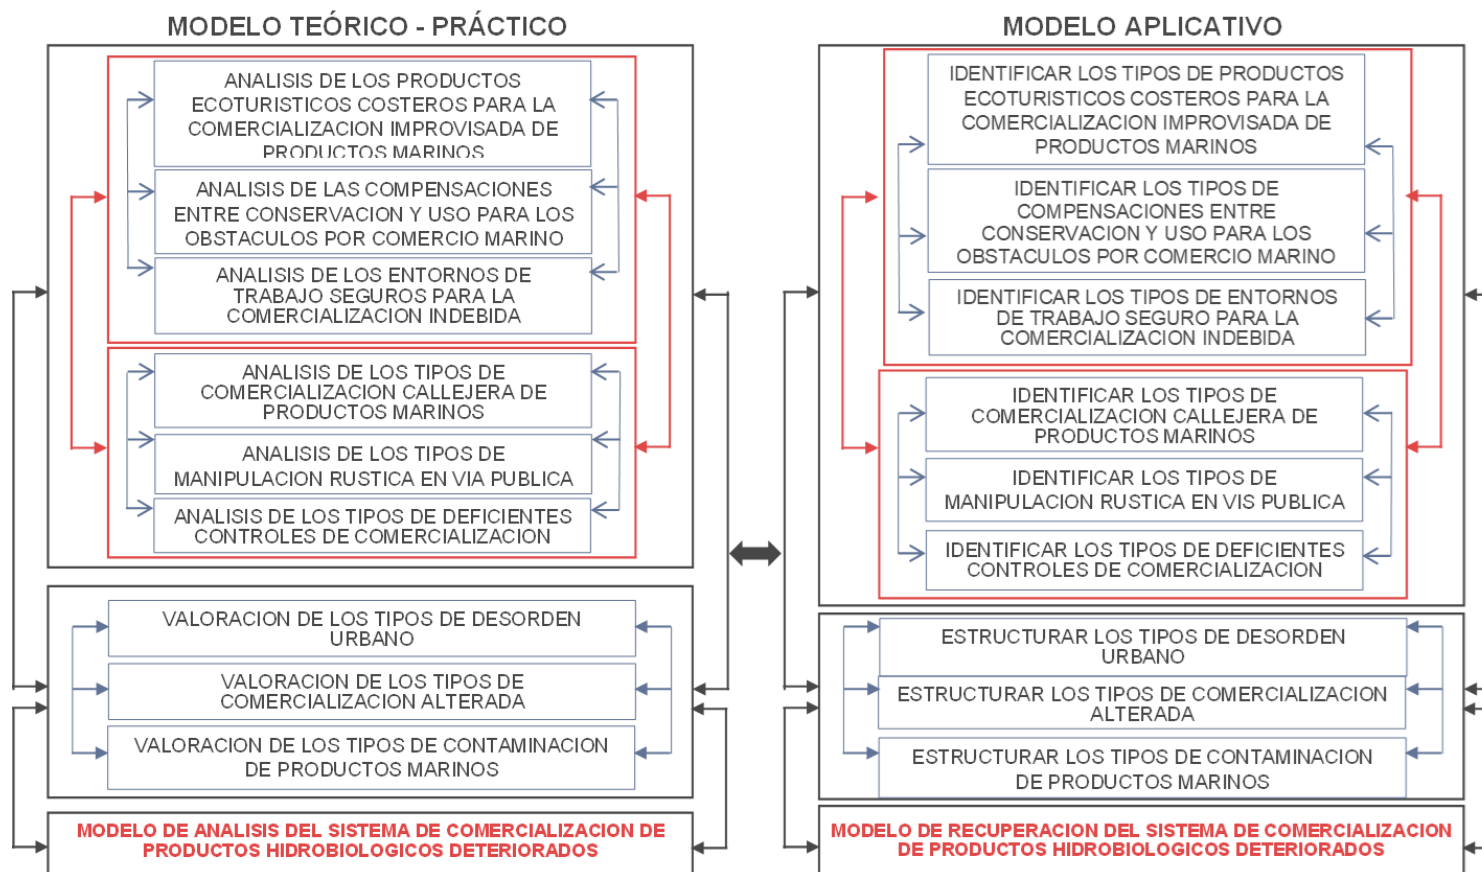 MODELO TEÓRICO - PRÁCTICO
ANALISIS DE LOS PRODUCTOS
ECOTURISTICOS COSTEROS PARA LA
COMERCIALIZACION IMPROVISADA DE
PRODUCTOS MARINOS
ANALISIS DE LAS COMPENSACIONES
ENTRE CONSERVACION Y USO PARA LOS
OBSTACULOS POR COMERCIO MARINO
ANALISIS DE LOS ENTORNOS DE
TRABAJO SEGUROS PARA LA
COMERCIALIZACION INDEBIDA
ANALISIS DE LOS TIPOS DE
COMERCIALIZACION CALLEJERA DE
PRODUCTOS MARINOS
ANALISIS DE LOS TIPOS DE
MANIPULACION RUSTICA EN VIA PUBLICA
ANALISIS DE LOS TIPOS DE DEFICIENTES
CONTROLES DE COMERCIALIZACION
VALORACION DE LOS TIPOS DE DESORDEN
URBANO
VALORACION DE LOS TIPOS DE
COMERCIALIZACION ALTERADA
VALORACION DE LOS TIPOS DE CONTAMINACION
DE PRODUCTOS MARINOS
MODELO DE ANALISIS DEL SISTEMA DE COMERCIALIZACION DE
PRODUCTOS HIDROBIOLOGICOS DETERIORADOS
MODELO APLICATIVO
IDENTIFICAR LOS TIPOS DE PRODUCTOS
ECOTURISTICOS COSTEROS PARA LA
COMERCIALIZACION IMPROVISADA DE
PRODUCTOS MARINOS
IDENTIFICAR LOS TIPOS DE
COMPENSACIONES ENTRE
CONSERVACION Y USO PARA LOS
OBSTACULOS POR COMERCIO MARINO
IDENTIFICAR LOS TIPOS DE ENTORNOS
DE TRABAJO SEGURO PARA LA
COMERCIALIZACION INDEBIDA
IDENTIFICAR LOS TIPOS DE
COMERCIALIZACION CALLEJERA DE
PRODUCTOS MARINOS
IDENTIFICAR LOS TIPOS DE
MANIPULACION RUSTICA EN VIS PUBLICA
IDENTIFICAR LOS TIPOS DE DEFICIENTES
CONTROLES DE COMERCIALIZACION
ESTRUCTURAR LOS TIPOS DE DESORDEN
URBANO
ESTRUCTURAR LOS TIPOS DE COMERCIALIZACION
ALTERADA
ESTRUCTURAR LOS TIPOS DE CONTAMINACION
DE PRODUCTOS MARINOS
MODELO DE RECUPERACION DEL SISTEMA DE COMERCIALIZACION
DE PRODUCTOS HIDROBIOLOGICOS DETERIORADOS